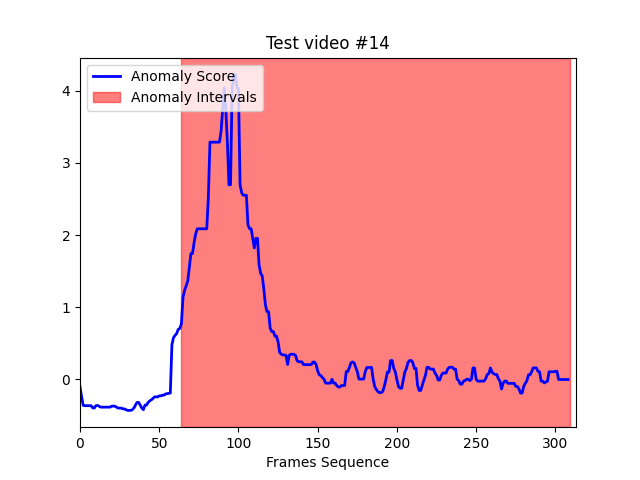 Test video #14
Anomaly Score
Anomaly Intervals
4
3
2
1
0
0 50 100 150 200 250 300
Frames Sequence